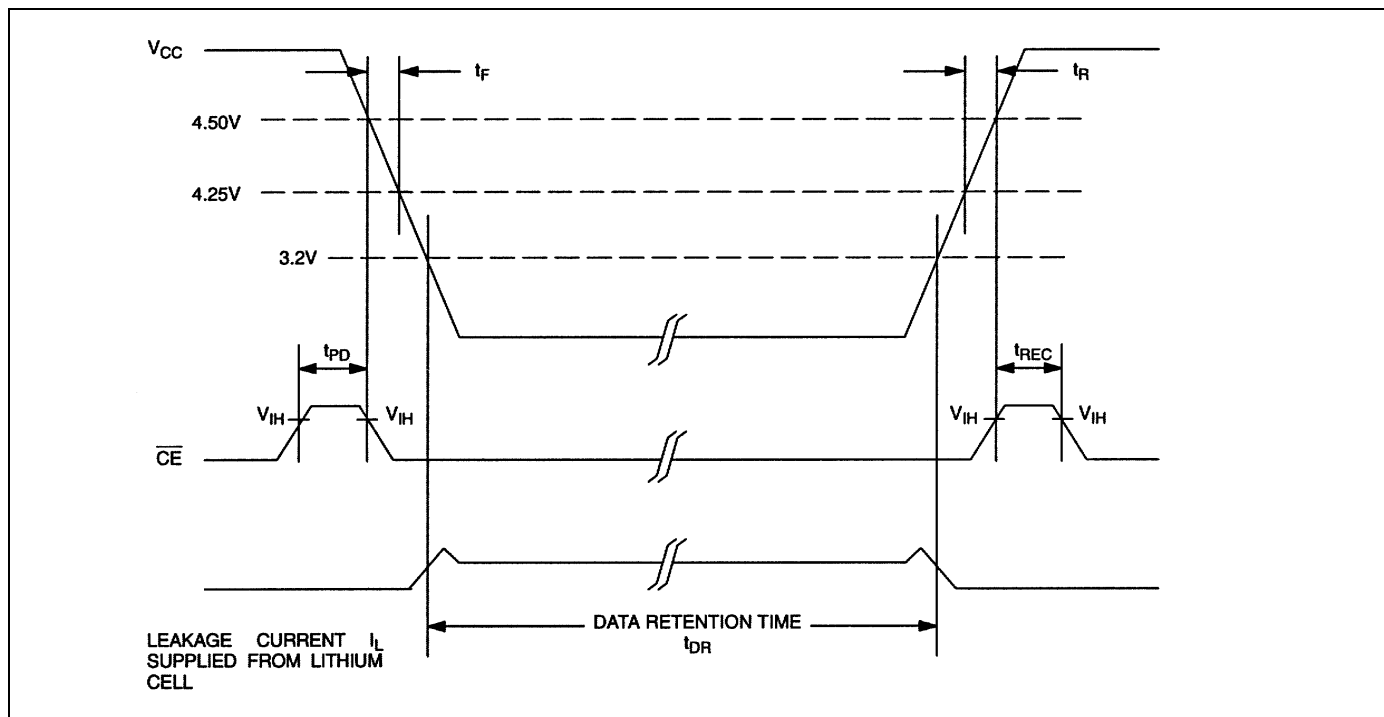 VCC
tF
tR
4.50V
4.25V
3.2V
tPD
tREC
VIH
VIH
VIH
VIH
CE
DATA RETENTION TIME
tDR
LEAKAGE CURRENT IL
SUPPLIED FROM LITHIUM
CELL